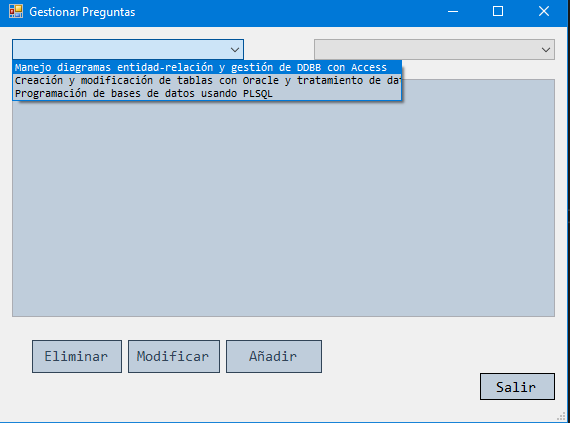 Gestionar Preguntas
Manejo diagramas entidad-relación y gestión de DDBB con Access
Creación y modificación de tablas con Oracle y tratamiento de
Programación de bases de datos usando PLSQL
Eliminar
Modificar
Añadir
Salir